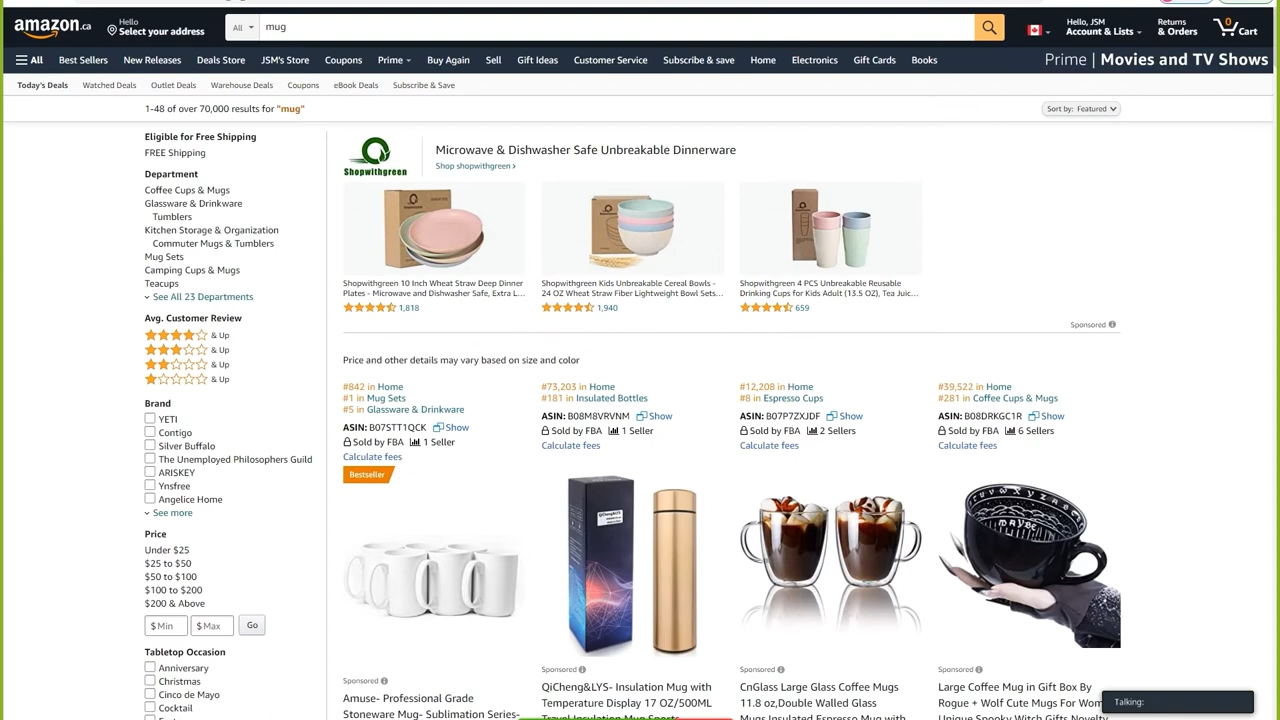 amazon.ca
Hello
Select your address
All
mug
Hello, JSM
Account & Lists
Returns
& Orders
0
Cart
All
Best Sellers
New Releases
Deals Store
JSM's Store
Coupons
Prime
Buy Again
Sell
Gift Ideas
Customer Service
Subscribe & save
Home
Electronics
Gift Cards
Books
Prime | Movies and TV Shows
Today's Deals
Watched Deals
Outlet Deals
Warehouse Deals
Coupons
eBook Deals
Subscribe & Save
1-48 of over 70,000 results for "mug"
Sort by: Featured
Eligible for Free Shipping
FREE Shipping
Department
Coffee Cups & Mugs
Glassware & Drinkware
Tumblers
Kitchen Storage & Organization
Commuter Mugs & Tumblers
Mug Sets
Camping Cups & Mugs
Teacups
See All 23 Departments
Avg. Customer Review
& Up
& Up
& Up
& Up
Brand
YETI
Contigo
Silver Buffalo
The Unemployed Philosophers Guild
ARISKEY
Ynsfree
Angelice Home
See more
Price
Under $25
$25 to $50
$50 to $100
$100 to $200
$200 & Above
$ Min
$ Max
Go
Tabletop Occasion
Anniversary
Christmas
Cinco de Mayo
Cocktail
Shopwithgreen
Microwave & Dishwasher Safe Unbreakable Dinnerware
Shop shopwithgreen ›
Shopwithgreen 10 Inch Wheat Straw Deep Dinner
Plates - Microwave and Dishwasher Safe, Extra L...
1,818
Shopwithgreen Kids Unbreakable Cereal Bowls -
24 OZ Wheat Straw Fiber Lightweight Bowl Sets...
1,940
Shopwithgreen 4 PCS Unbreakable Reusable
Drinking Cups for Kids Adult (13.5 OZ), Tea Juic...
659
Sponsored
Price and other details may vary based on size and color
#842 in Home
#1 in Mug Sets
#5 in Glassware & Drinkware
ASIN: B07STT1QCK Show
Sold by FBA 1 Seller
Calculate fees
Bestseller
Sponsored
Amuse- Professional Grade
Stoneware Mug- Sublimation Series-
#73,203 in Home
#181 in Insulated Bottles
ASIN: B08M8VRVNM Show
Sold by FBA 1 Seller
Calculate fees
QiCheng&LYS
Sponsored
QiCheng&LYS- Insulation Mug with
Temperature Display 17 OZ/500ML
Travel Insulation Mug Sports
#12,208 in Home
#8 in Espresso Cups
ASIN: B07P7ZXJDF Show
Sold by FBA 2 Sellers
Calculate fees
Sponsored
CnGlass Large Glass Coffee Mugs
11.8 oz,Double Walled Glass
Mugs Insulated Espresso Mug with
#39,522 in Home
#281 in Coffee Cups & Mugs
ASIN: B08DRKGC1R Show
Sold by FBA 6 Sellers
Calculate fees
MAYBE
Sponsored
Large Coffee Mug in Gift Box By
Rogue + Wolf Cute Mugs For Wom
Unique Spooky Witch Gifts Novelty
Talking: